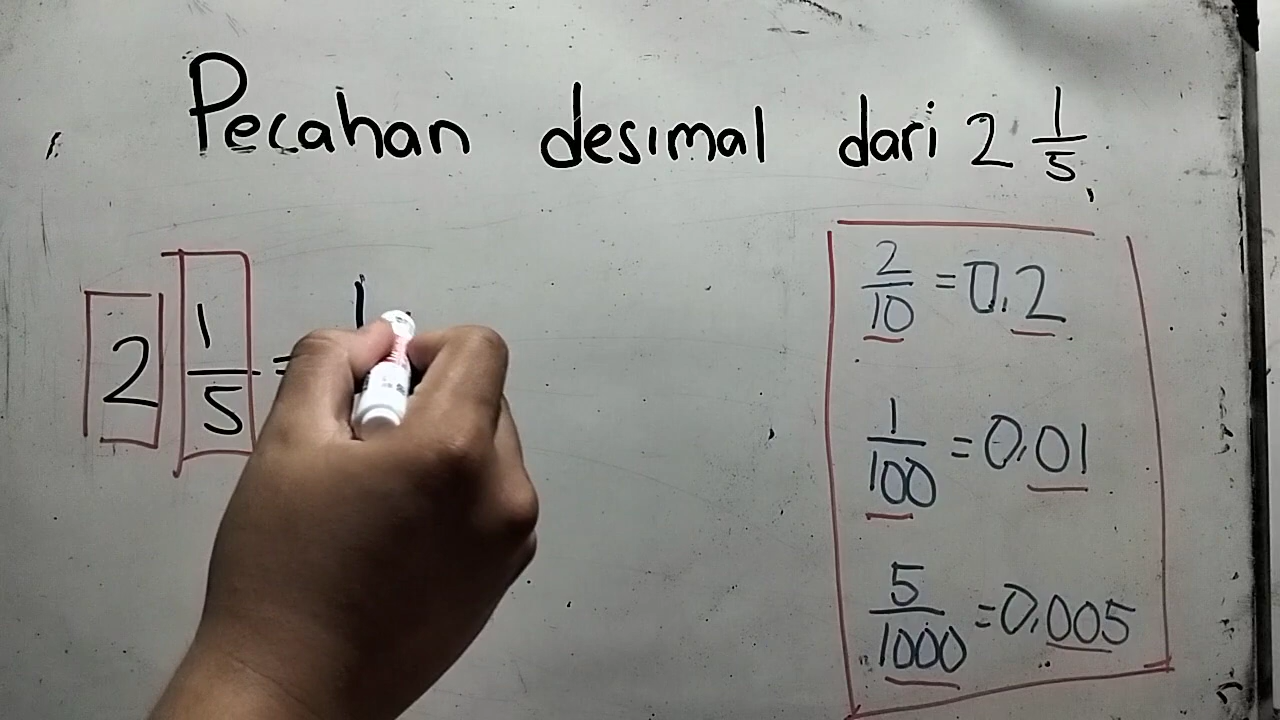 Pecahan desimal dari 2 1/5
2 1/5 = 1
2/10 = 0,2
1/100 = 0,01
5/1000 = 0,005